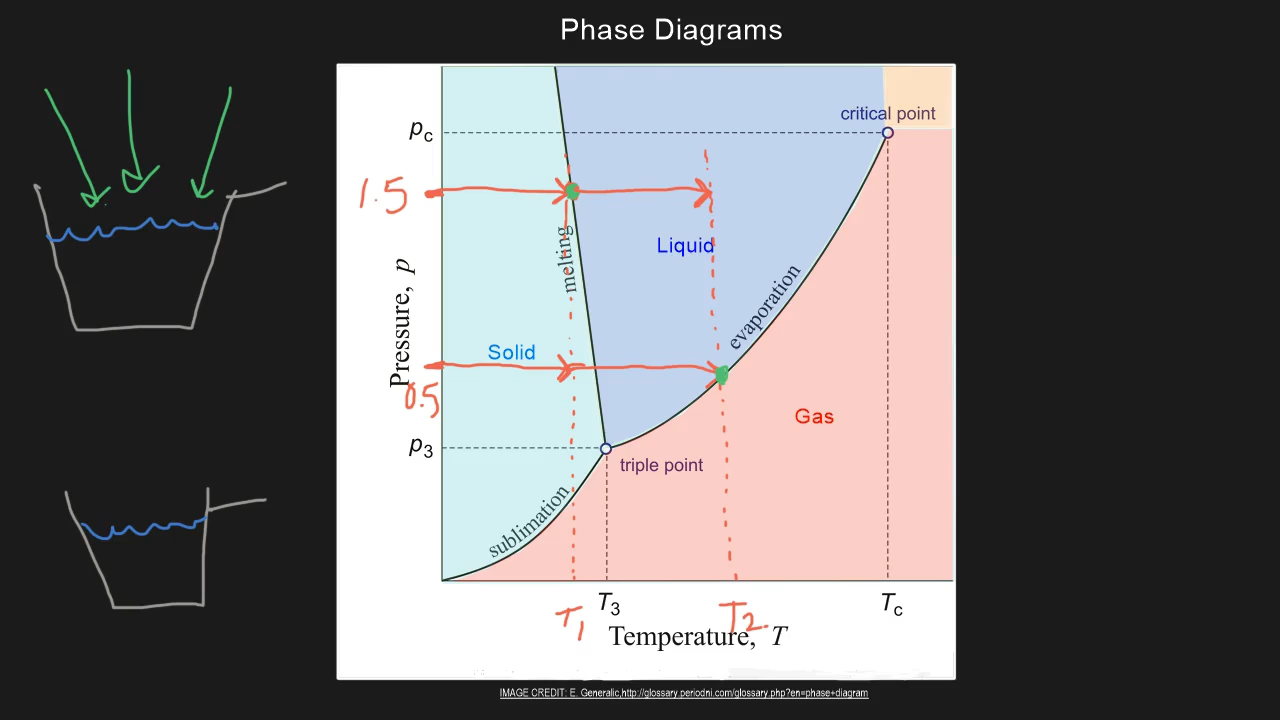 Phase Diagrams
critical point
pc
1.5
melting
Liquid
Pressure, p
evaporation
Solid
0.5
Gas
p3
triple point
sublimation
T1
T3
T2.
Tc
Temperature, T
IMAGE CREDIT: E. Generalic,http://glossary.periodni.com/glossary.php?en=phase+diagram